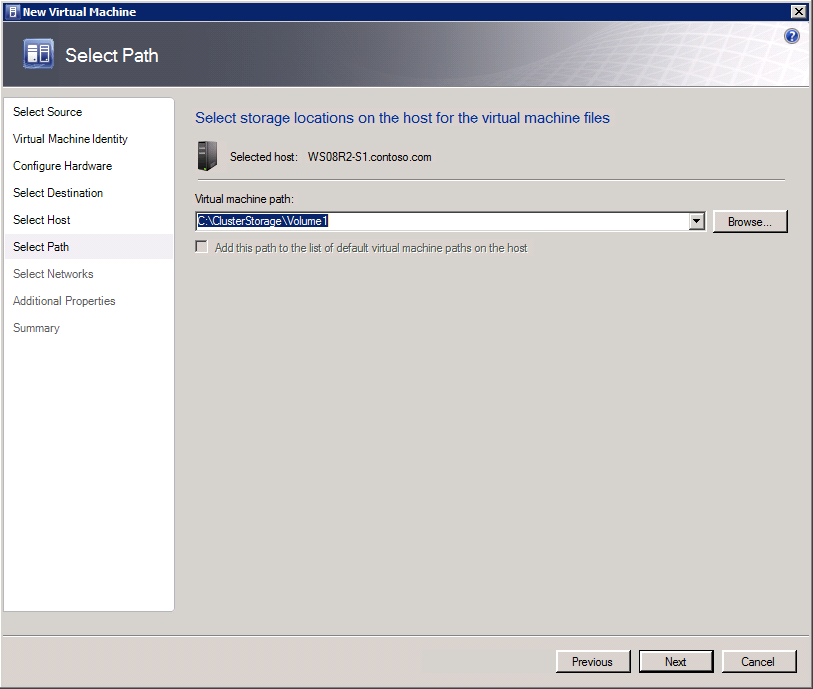 New Virtual Machine
Select Path
Select Source
Virtual Machine Identity
Configure Hardware
Select Destination
Select Host
Select Path
Select Networks
Additional Properties
Summary
Select storage locations on the host for the virtual machine files
Selected host: WS08R2-S1.contoso.com
Virtual machine path:
C:\ClusterStorage\Volume1
Browse...
Add this path to the list of default virtual machine paths on the host
Previous
Next
Cancel